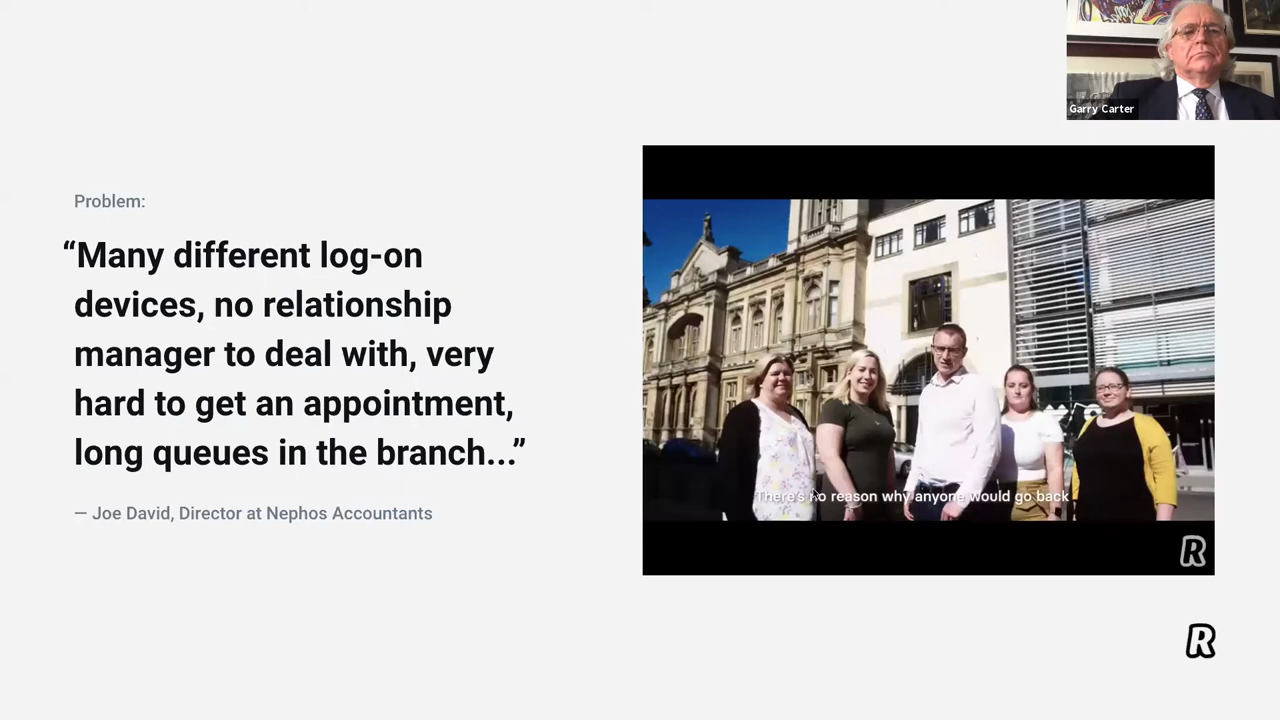 Garry Carter
Problem:
“Many different log-on
devices, no relationship
manager to deal with, very
hard to get an appointment,
long queues in the branch...”
— Joe David, Director at Nephos Accountants
There's no reason why anyone would go back
R
R